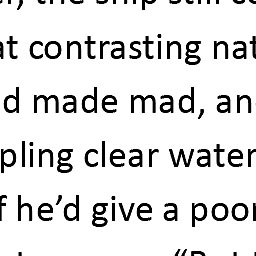 the ship still
at contrasting nat
d made mad, an
pling clear water
f he’d give a poor